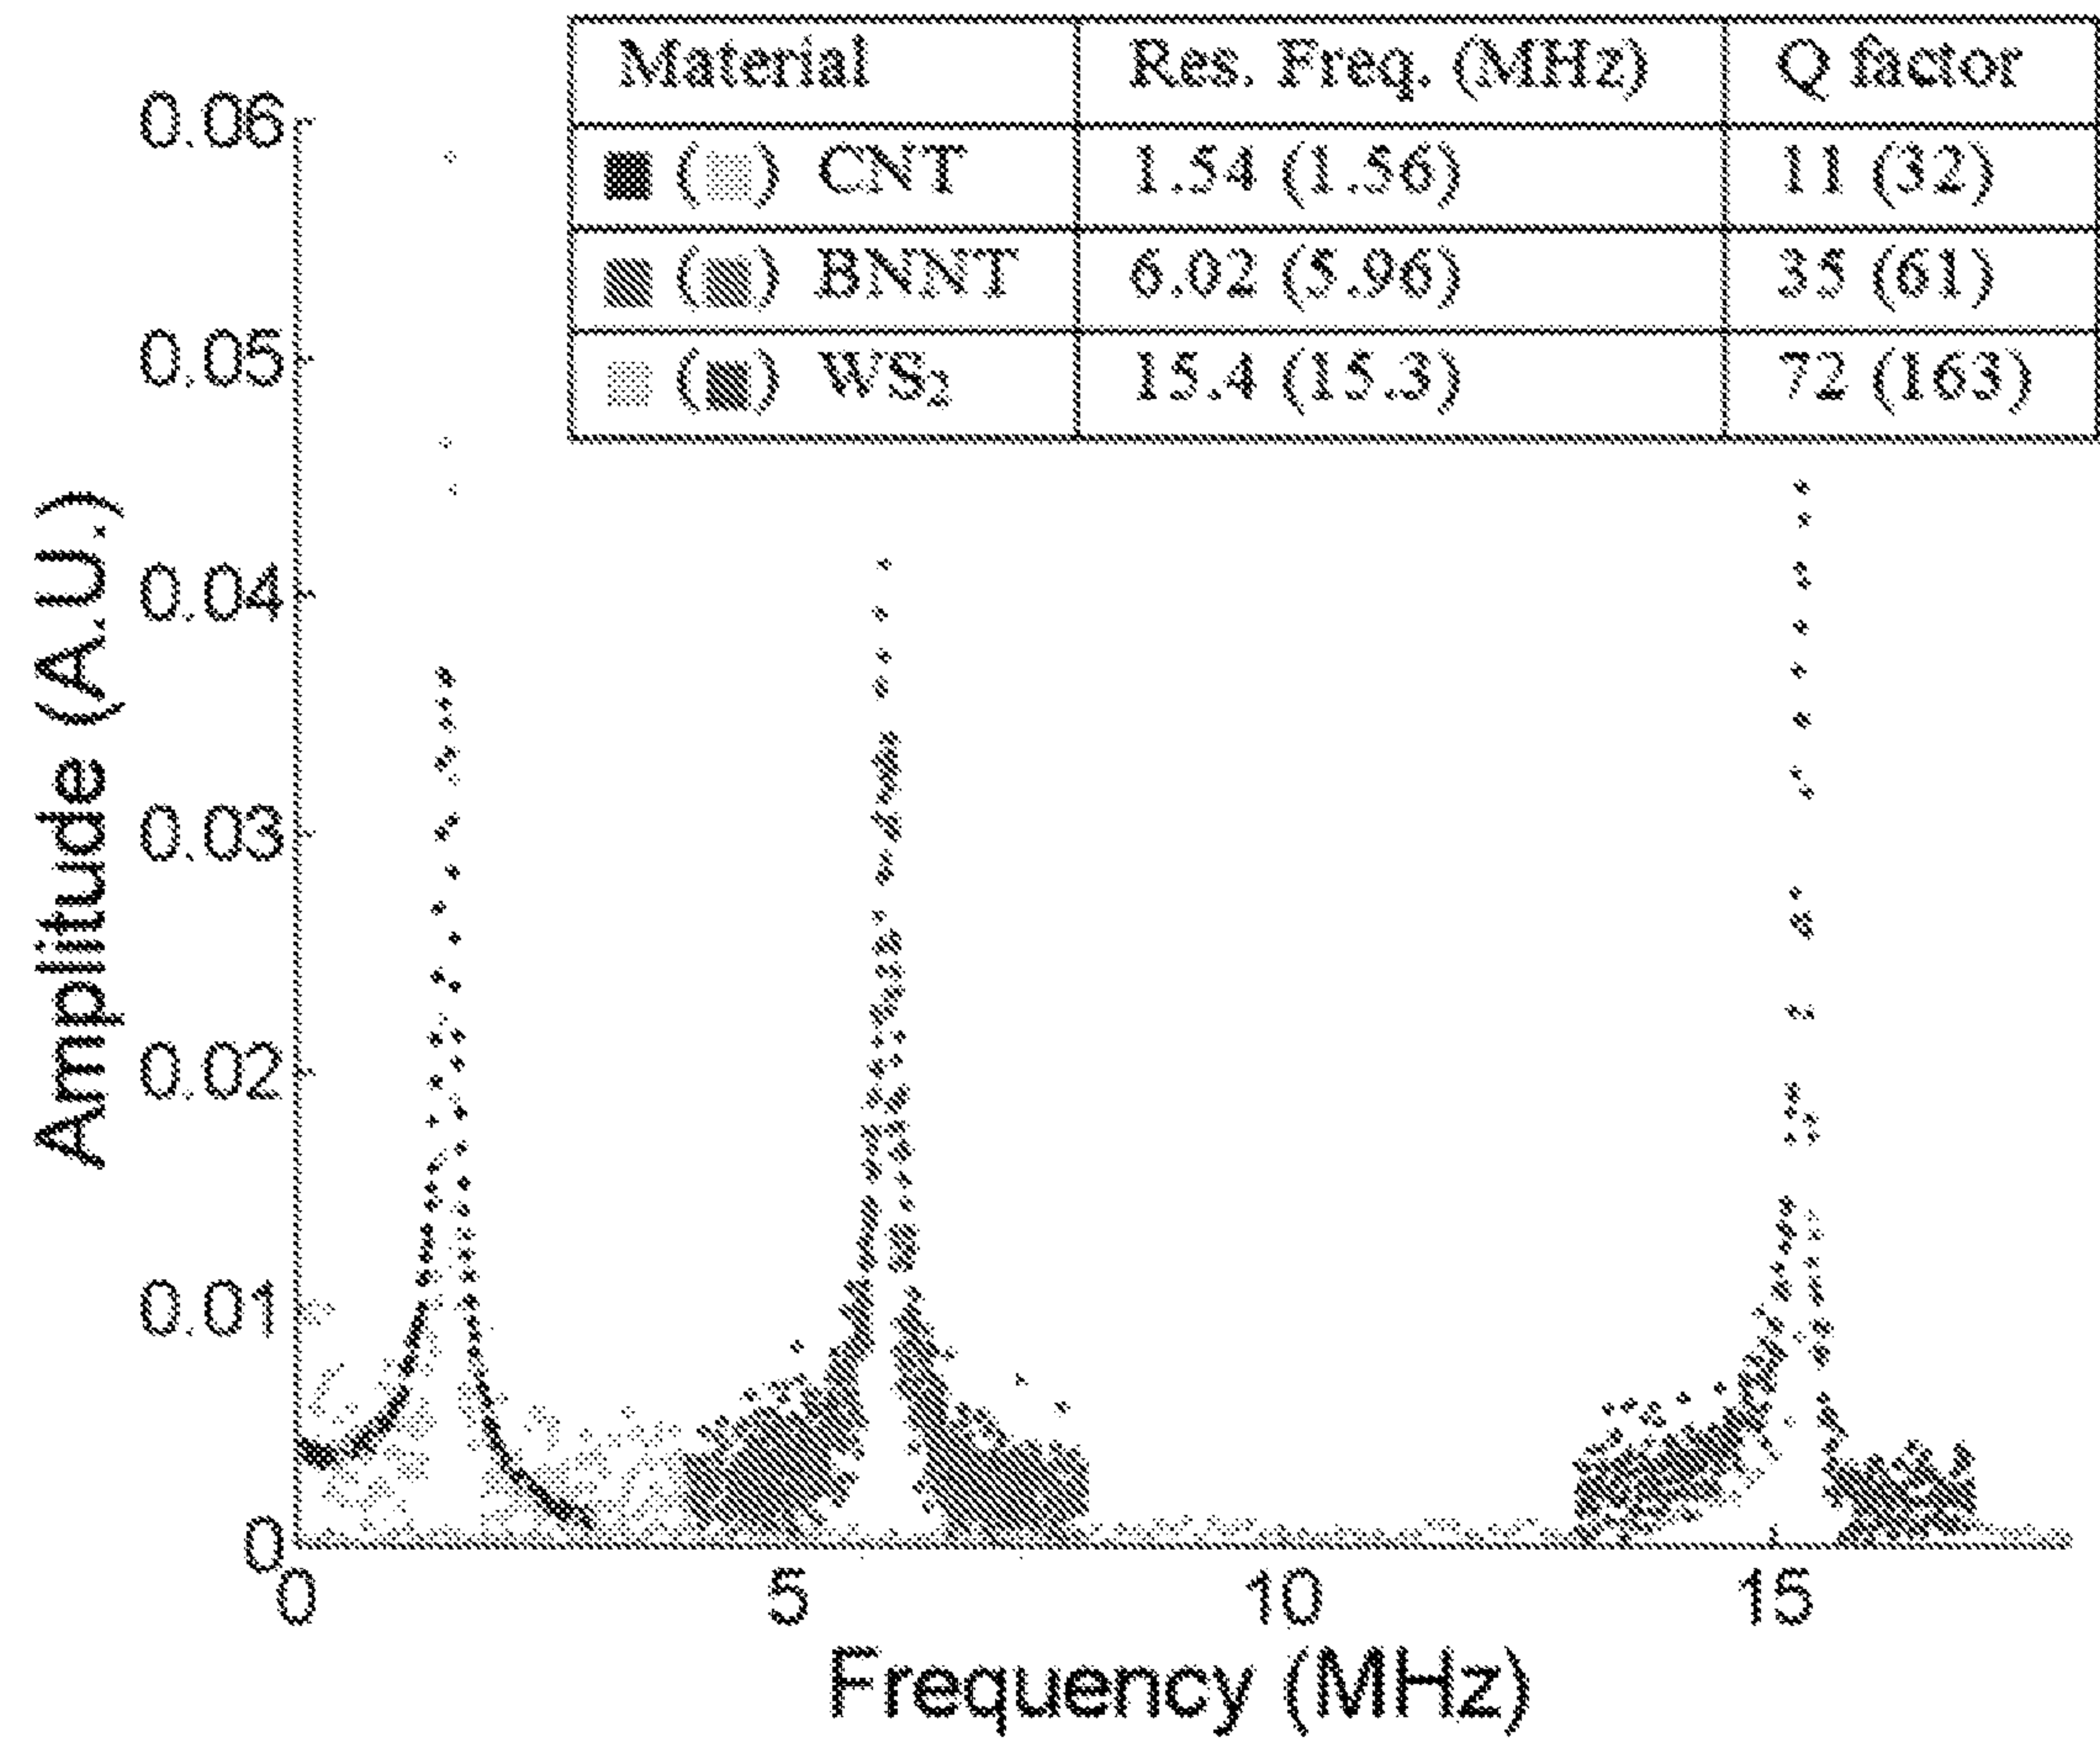 Material Res. Freq. (MHz) Q factor
CNT 1.54 (1.56) 11 (32)
BNNT 6.02 (5.96) 35 (61)
WS₂ 15.4 (15.3) 72 (163)
0.06
0.05
0.04
0.03
0.02
0.01
0
Amplitude (A.U.)
0 5 10 15
Frequency (MHz)